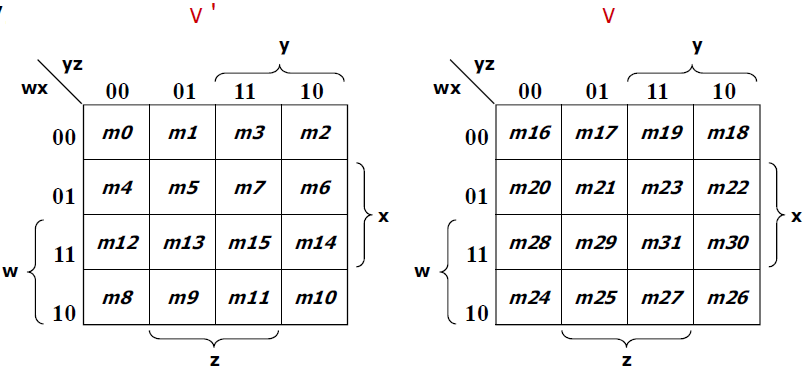 V ' V
y y
yz yz
wx 00 01 11 10 wx 00 01 11 10
00 m0 m1 m3 m2 00 m16 m17 m19 m18
01 m4 m5 m7 m6 01 m20 m21 m23 m22
x x
11 m12 m13 m15 m14 11 m28 m29 m31 m30
w w
10 m8 m9 m11 m10 10 m24 m25 m27 m26
z z